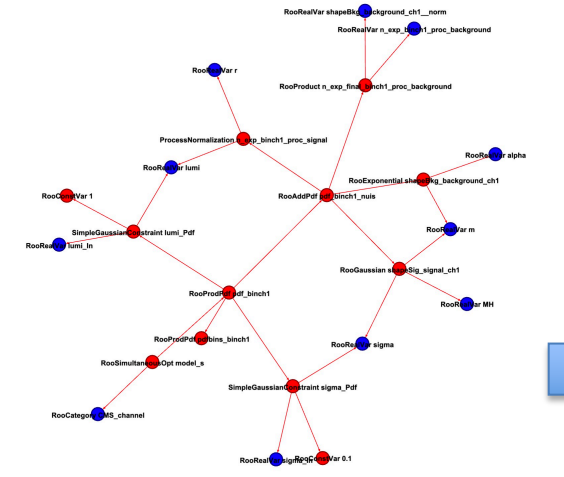 RooRealVar shapeBkg_background_ch1__norm
RooRealVar n_exp_binch1_proc_background
RooRealVar r
RooProduct n_exp_final_binch1_proc_background
ProcessNormalization n_exp_binch1_proc_signal
RooRealVar alpha
RooRealVar lumi
RooExponential shapeBkg_background_ch1
RooConstVar 1
RooAddPdf pdf_binch1_nuis
SimpleGaussianConstraint lumi_Pdf
RooRealVar m
RooRealVar lumi_In
RooGaussian shapeSig_signal_ch1
RooProdPdf pdf_binch1
RooRealVar MH
RooProdPdf pdfbins_binch1
RooRealVar sigma
RooSimultaneousOpt model_s
SimpleGaussianConstraint sigma_Pdf
RooCategory CMS_channel
RooRealVar sigma_In
RooConstVar 0.1